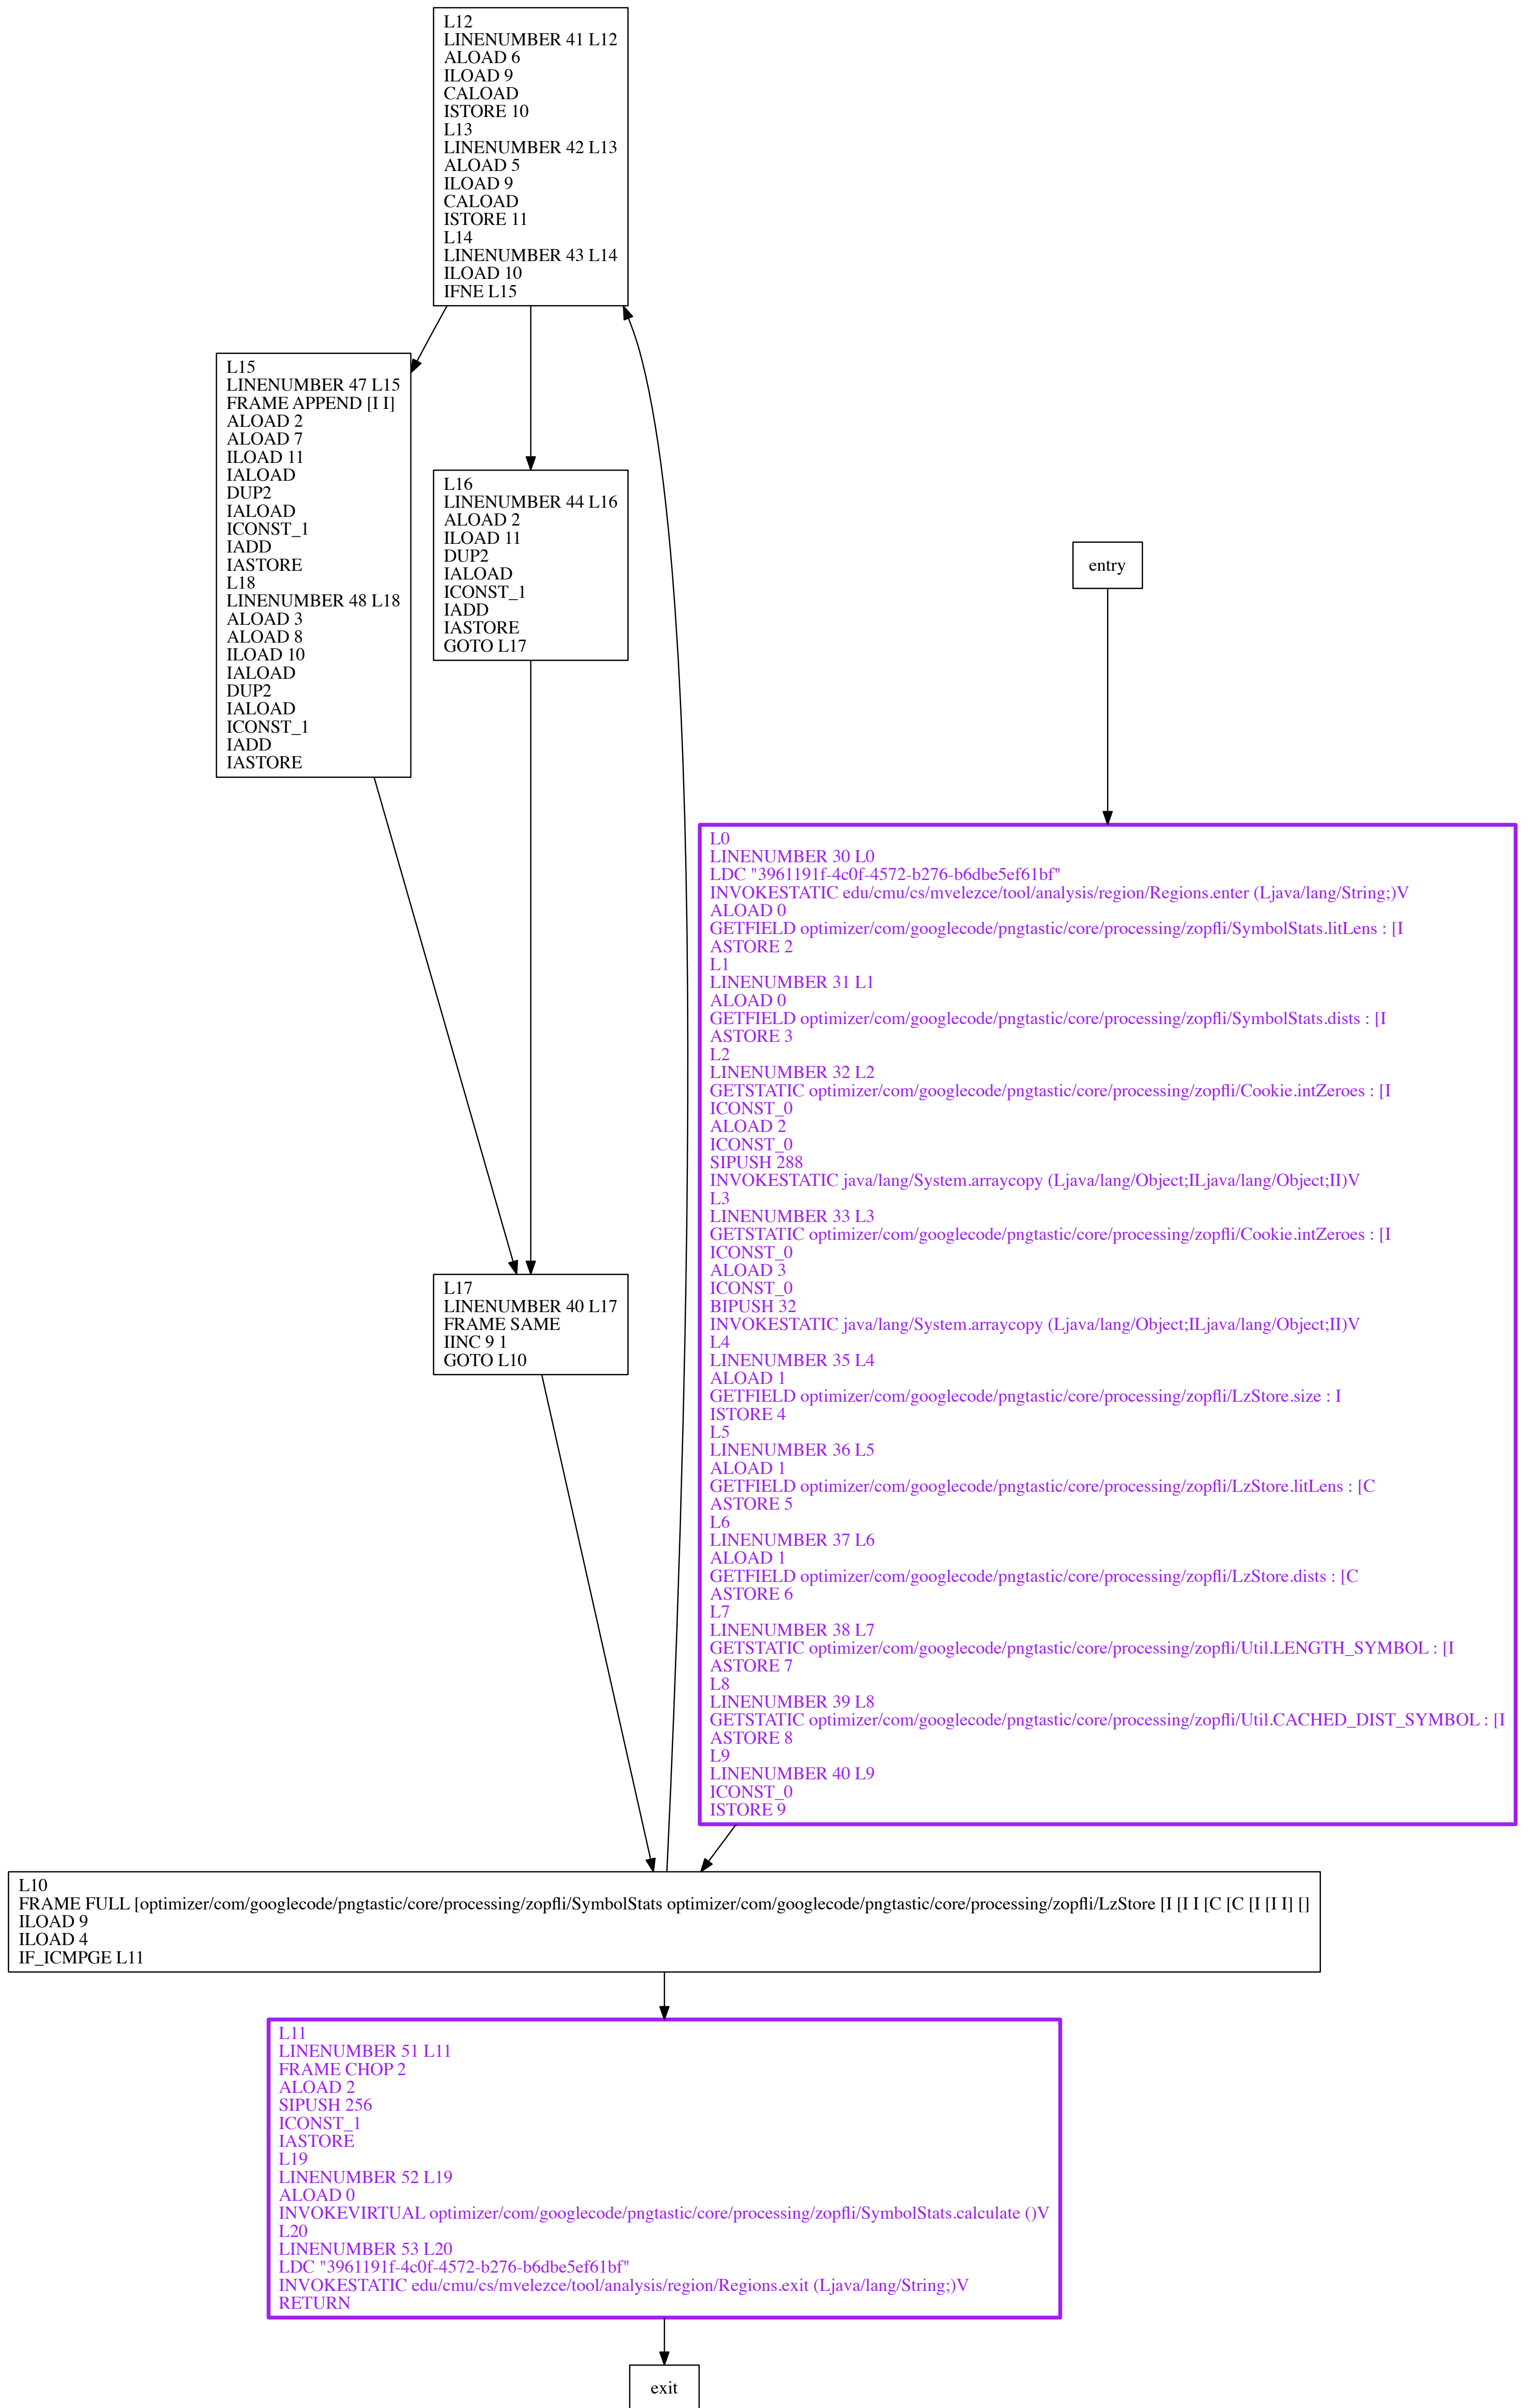 L12
LINENUMBER 41 L12
ALOAD 6
ILOAD 9
CALOAD
ISTORE 10
L13
LINENUMBER 42 L13
ALOAD 5
ILOAD 9
CALOAD
ISTORE 11
L14
LINENUMBER 43 L14
ILOAD 10
IFNE L15
L15
LINENUMBER 47 L15
FRAME APPEND [I I]
ALOAD 2
ALOAD 7
ILOAD 11
IALOAD
DUP2
IALOAD
ICONST_1
IADD
IASTORE
L18
LINENUMBER 48 L18
ALOAD 3
ALOAD 8
ILOAD 10
IALOAD
DUP2
IALOAD
ICONST_1
IADD
IASTORE
L16
LINENUMBER 44 L16
ALOAD 2
ILOAD 11
DUP2
IALOAD
ICONST_1
IADD
IASTORE
GOTO L17
entry
L0
LINENUMBER 30 L0
LDC "3961191f-4c0f-4572-b276-b6dbe5ef61bf"
INVOKESTATIC edu/cmu/cs/mvelezce/tool/analysis/region/Regions.enter (Ljava/lang/String;)V
ALOAD 0
GETFIELD optimizer/com/googlecode/pngtastic/core/processing/zopfli/SymbolStats.litLens : [I
ASTORE 2
L1
LINENUMBER 31 L1
ALOAD 0
GETFIELD optimizer/com/googlecode/pngtastic/core/processing/zopfli/SymbolStats.dists : [I
ASTORE 3
L2
LINENUMBER 32 L2
GETSTATIC optimizer/com/googlecode/pngtastic/core/processing/zopfli/Cookie.intZeroes : [I
ICONST_0
ALOAD 2
ICONST_0
SIPUSH 288
INVOKESTATIC java/lang/System.arraycopy (Ljava/lang/Object;ILjava/lang/Object;II)V
L3
LINENUMBER 33 L3
GETSTATIC optimizer/com/googlecode/pngtastic/core/processing/zopfli/Cookie.intZeroes : [I
ICONST_0
ALOAD 3
ICONST_0
BIPUSH 32
INVOKESTATIC java/lang/System.arraycopy (Ljava/lang/Object;ILjava/lang/Object;II)V
L4
LINENUMBER 35 L4
ALOAD 1
GETFIELD optimizer/com/googlecode/pngtastic/core/processing/zopfli/LzStore.size : I
ISTORE 4
L5
LINENUMBER 36 L5
ALOAD 1
GETFIELD optimizer/com/googlecode/pngtastic/core/processing/zopfli/LzStore.litLens : [C
ASTORE 5
L6
LINENUMBER 37 L6
ALOAD 1
GETFIELD optimizer/com/googlecode/pngtastic/core/processing/zopfli/LzStore.dists : [C
ASTORE 6
L7
LINENUMBER 38 L7
GETSTATIC optimizer/com/googlecode/pngtastic/core/processing/zopfli/Util.LENGTH_SYMBOL : [I
ASTORE 7
L8
LINENUMBER 39 L8
GETSTATIC optimizer/com/googlecode/pngtastic/core/processing/zopfli/Util.CACHED_DIST_SYMBOL : [I
ASTORE 8
L9
LINENUMBER 40 L9
ICONST_0
ISTORE 9
L17
LINENUMBER 40 L17
FRAME SAME
IINC 9 1
GOTO L10
L10
FRAME FULL [optimizer/com/googlecode/pngtastic/core/processing/zopfli/SymbolStats optimizer/com/googlecode/pngtastic/core/processing/zopfli/LzStore [I [I I [C [C [I [I I] []
ILOAD 9
ILOAD 4
IF_ICMPGE L11
L11
LINENUMBER 51 L11
FRAME CHOP 2
ALOAD 2
SIPUSH 256
ICONST_1
IASTORE
L19
LINENUMBER 52 L19
ALOAD 0
INVOKEVIRTUAL optimizer/com/googlecode/pngtastic/core/processing/zopfli/SymbolStats.calculate ()V
L20
LINENUMBER 53 L20
LDC "3961191f-4c0f-4572-b276-b6dbe5ef61bf"
INVOKESTATIC edu/cmu/cs/mvelezce/tool/analysis/region/Regions.exit (Ljava/lang/String;)V
RETURN
exit